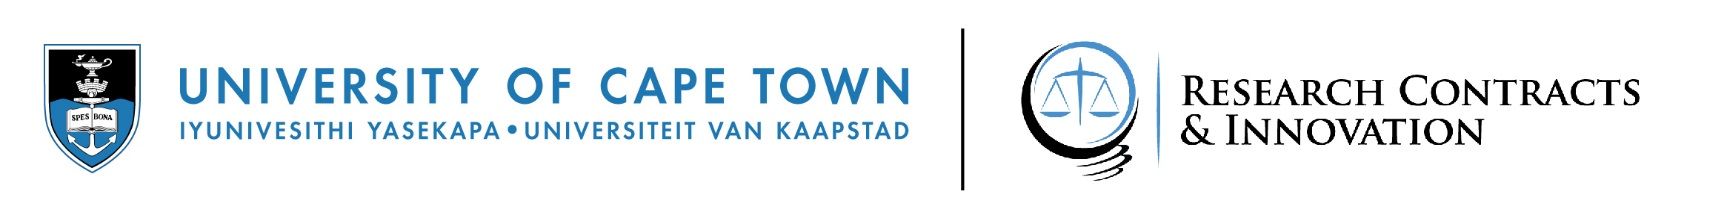 SPES BONA
UNIVERSITY OF CAPE TOWN
IYUNIVESITHI YASEKAPA • UNIVERSITEIT VAN KAAPSTAD
RESEARCH CONTRACTS
& INNOVATION